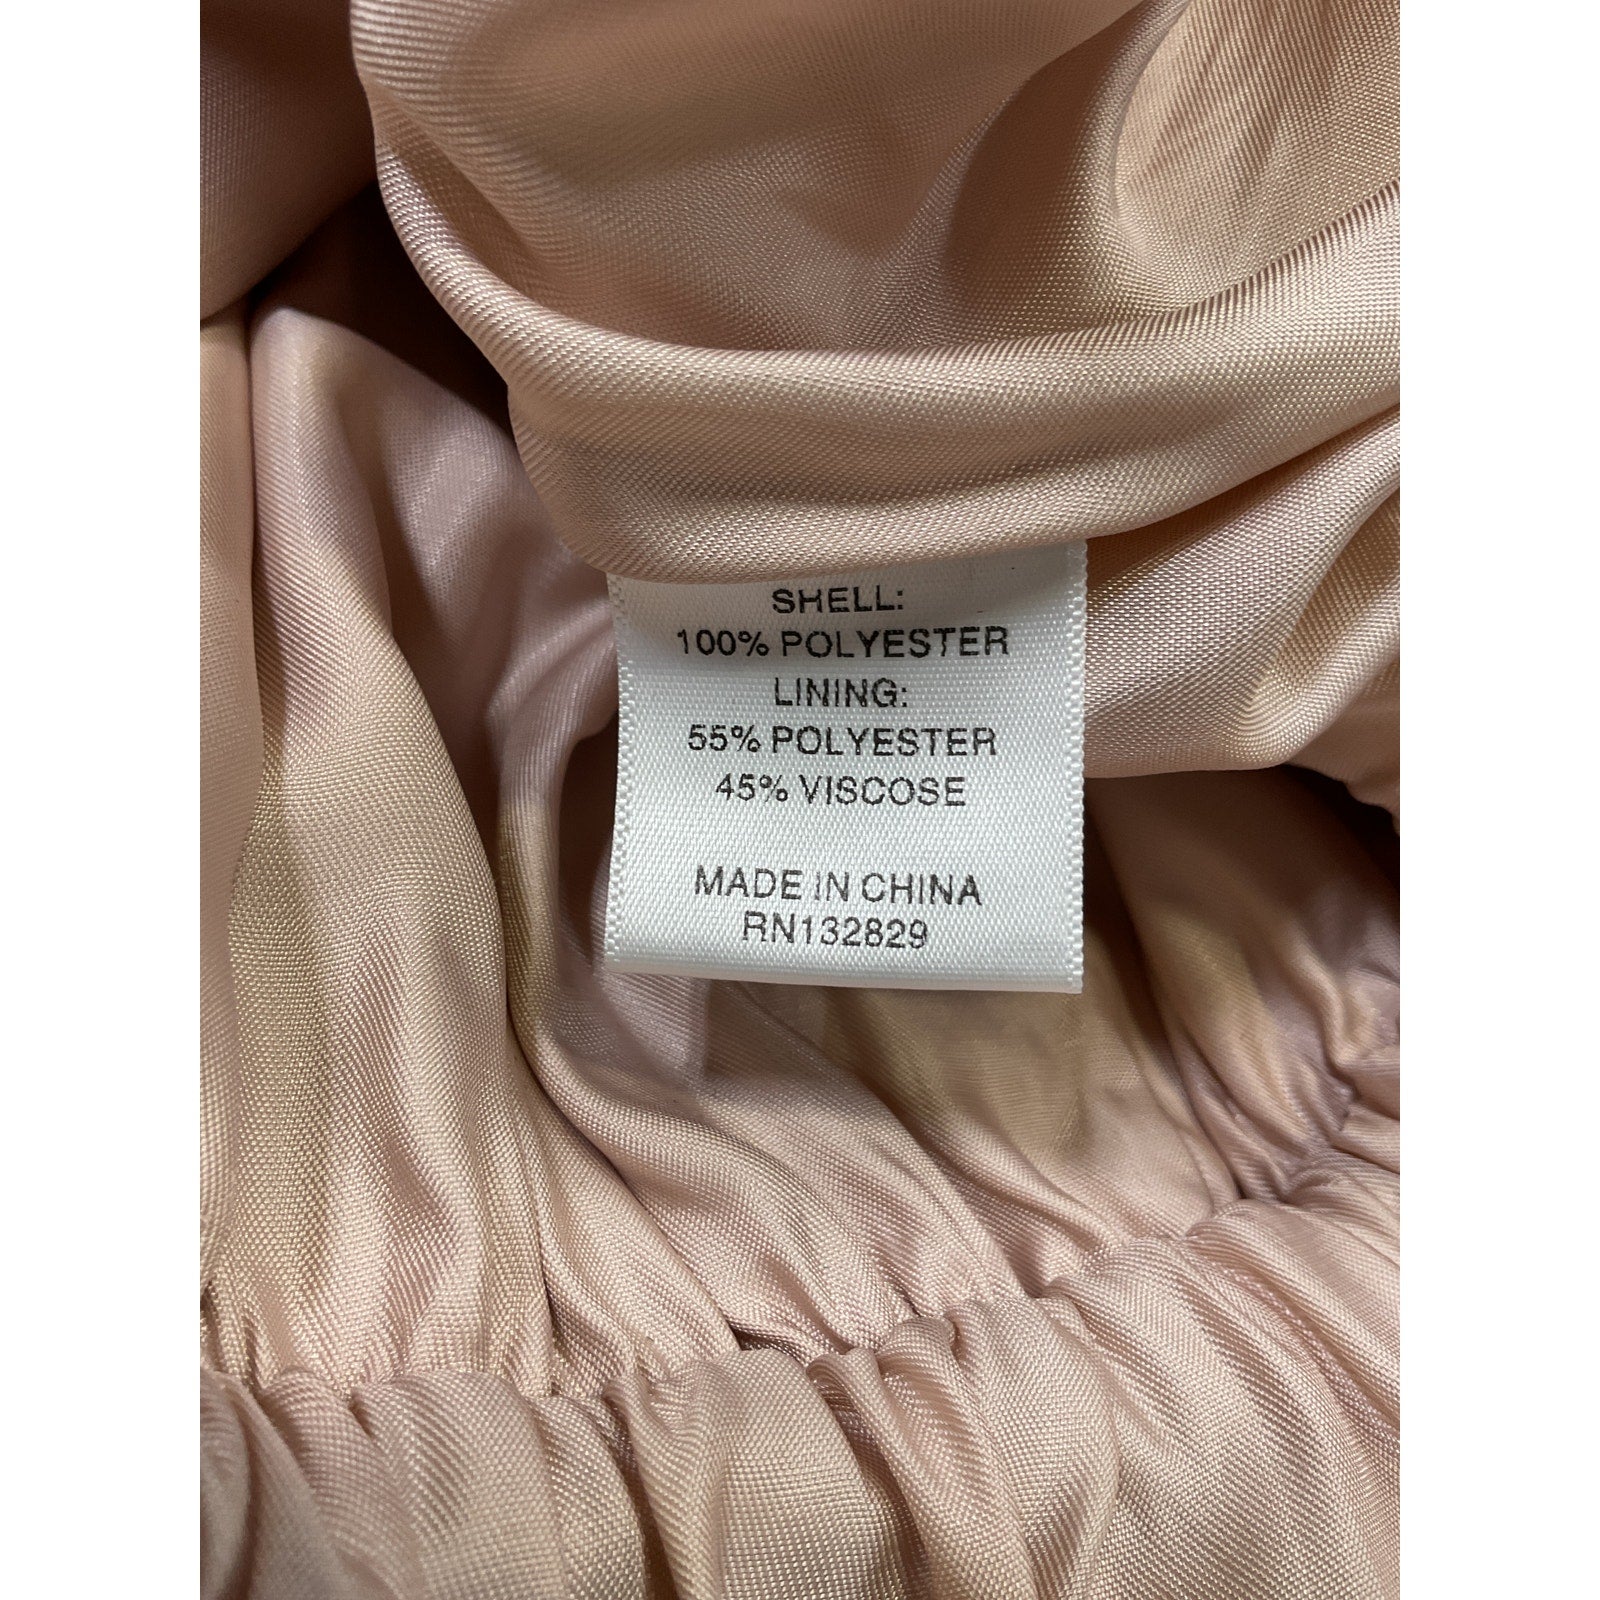 SHELL:
100% POLYESTER
LINING:
55% POLYESTER
45% VISCOSE
MADE IN CHINA
RN132829